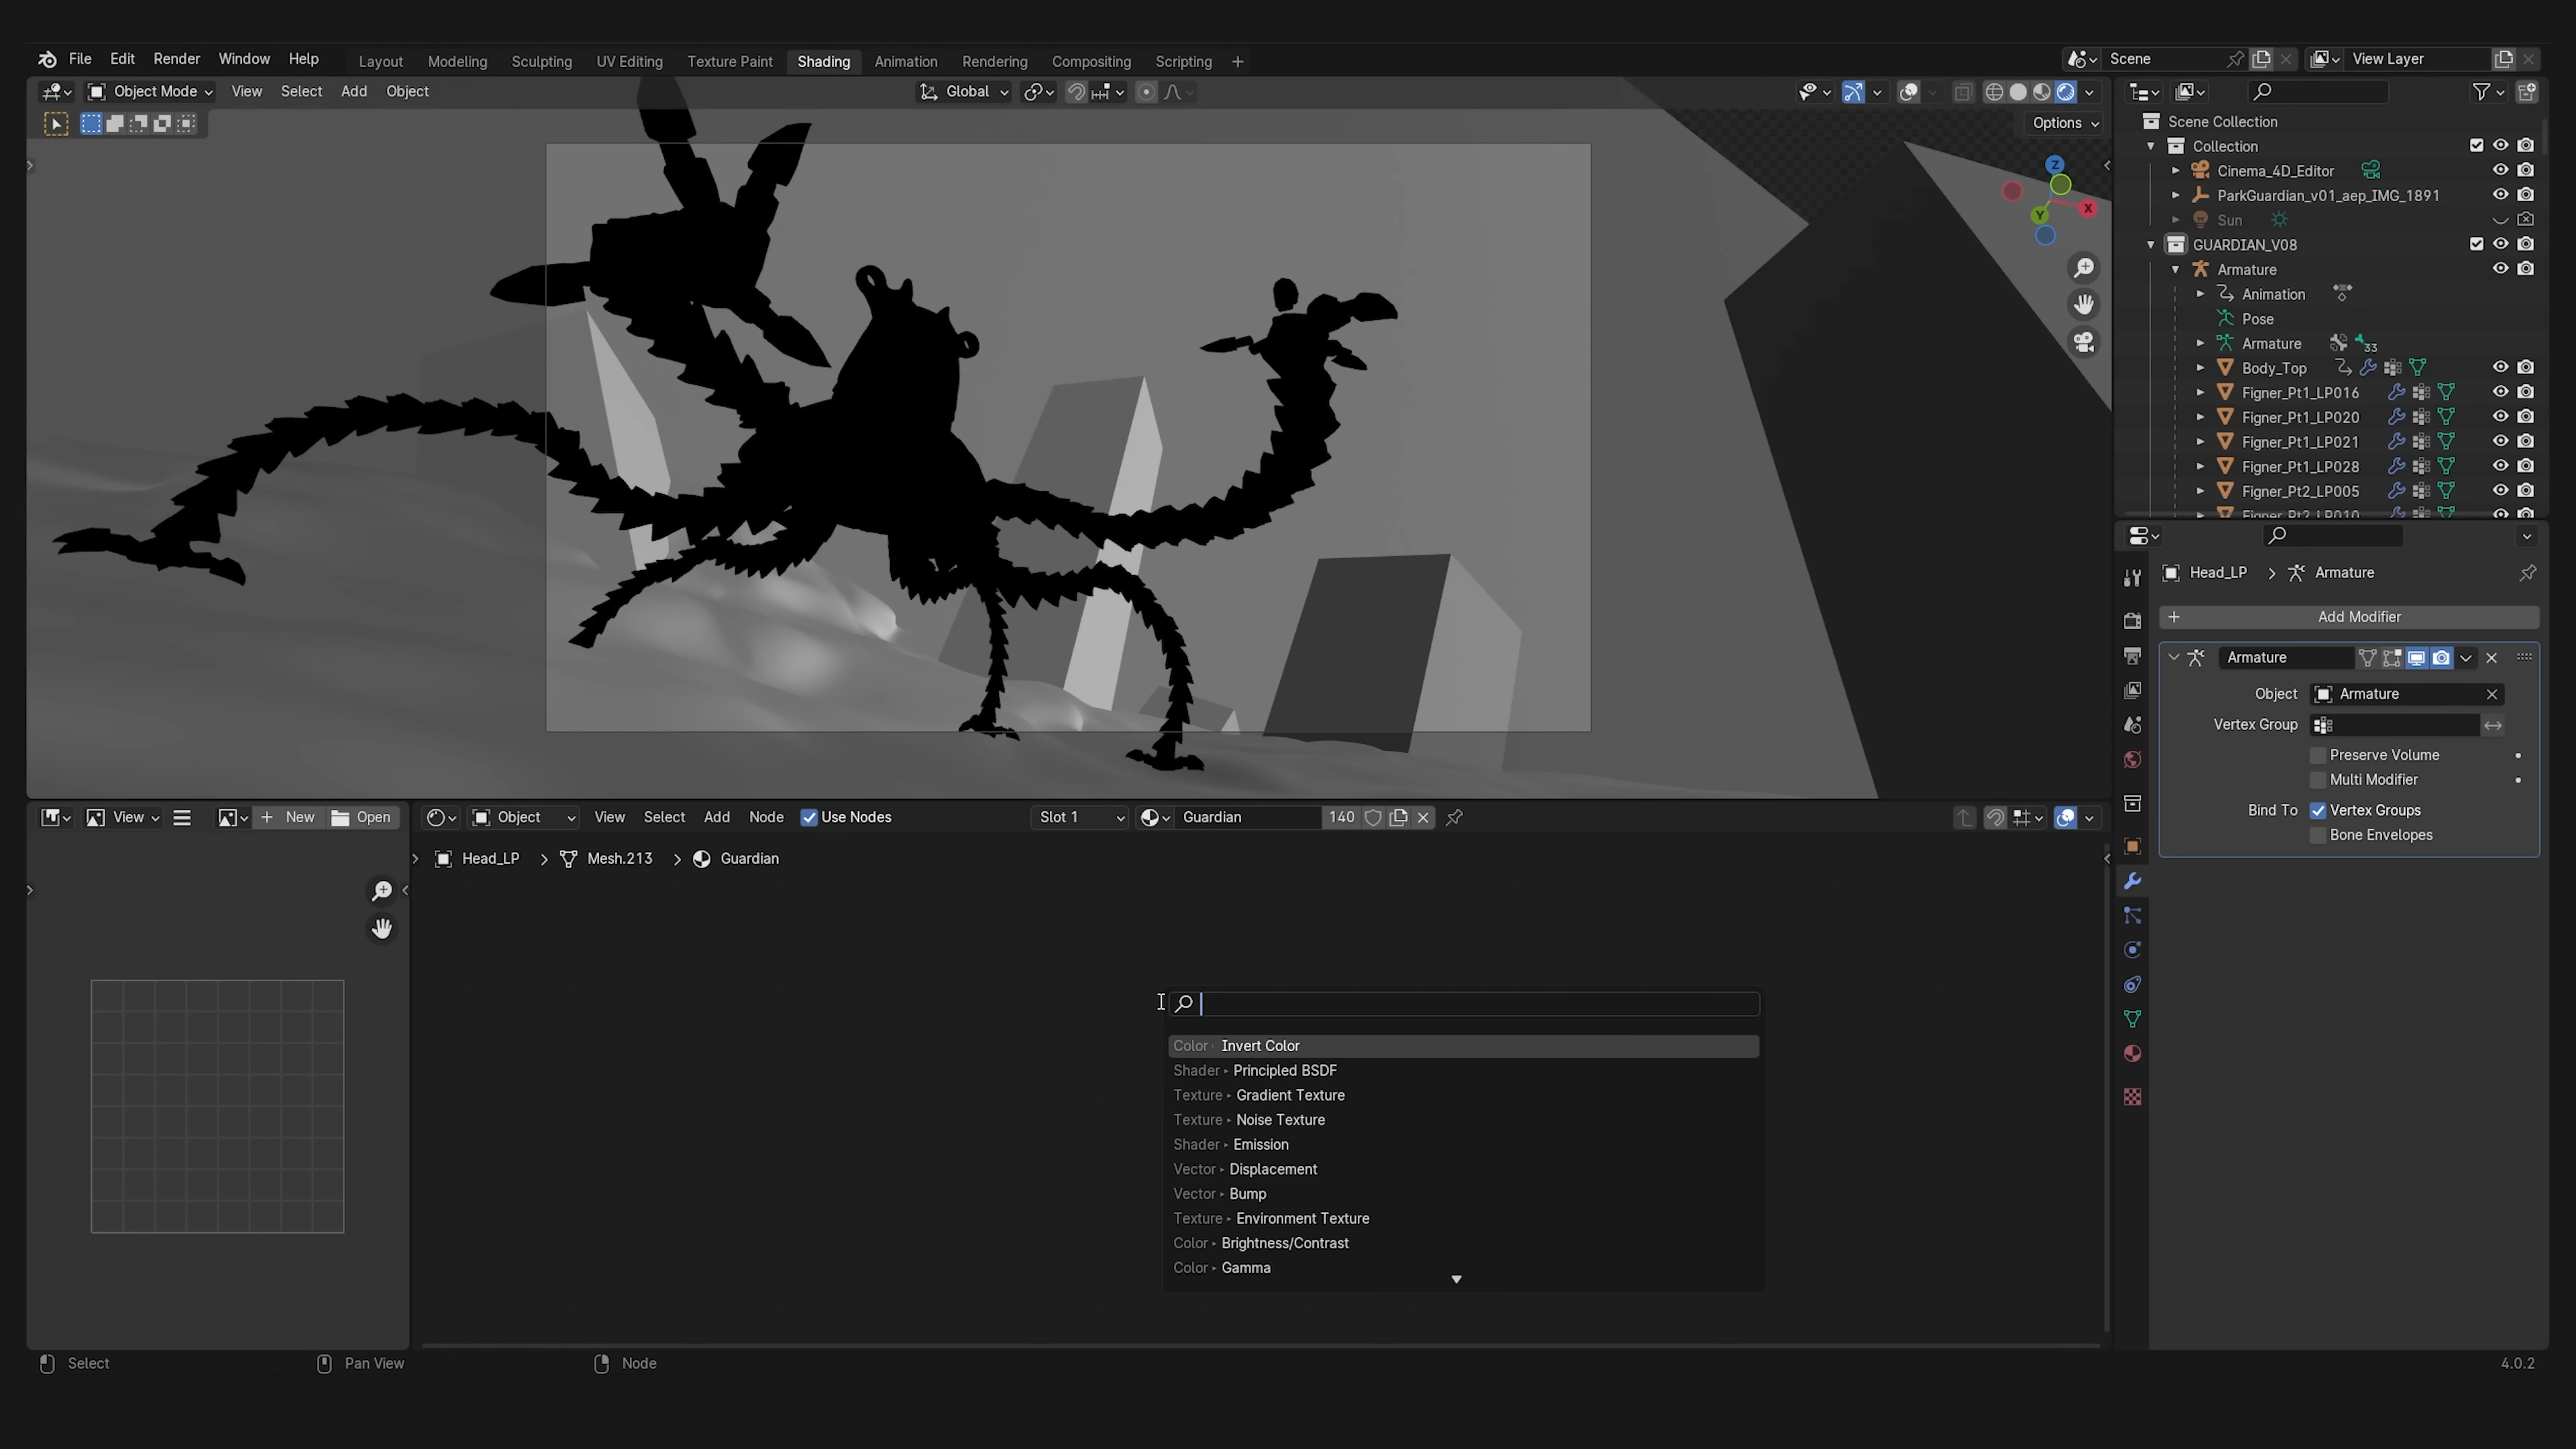 File Edit Render Window Help Layout Modeling Sculpting UV Editing Texture Paint Shading Animation Rendering Compositing Scripting + Scene View Layer
Object Mode View Select Add Object Global
Options
Z
X
Y
Scene Collection
Collection
Cinema_4D_Editor
ParkGuardian_v01_aep_IMG_1891
Sun
GUARDIAN_V08
Armature
Animation
Pose
Armature 33
Body_Top
Figner_Pt1_LP016
Figner_Pt1_LP020
Figner_Pt1_LP021
Figner_Pt1_LP028
Figner_Pt2_LP005
Figner_Pt2_LP010
Head_LP > Armature
+ Add Modifier
Armature
Object Armature
Vertex Group
Preserve Volume
Multi Modifier
Bind To Vertex Groups
Bone Envelopes
View + New Open
Object View Select Add Node Use Nodes Slot 1 Guardian 140
Head_LP > Mesh.213 > Guardian
Color Invert Color
Shader ▸ Principled BSDF
Texture ▸ Gradient Texture
Texture ▸ Noise Texture
Shader ▸ Emission
Vector ▸ Displacement
Vector ▸ Bump
Texture ▸ Environment Texture
Color ▸ Brightness/Contrast
Color ▸ Gamma
Select Pan View Node 4.0.2